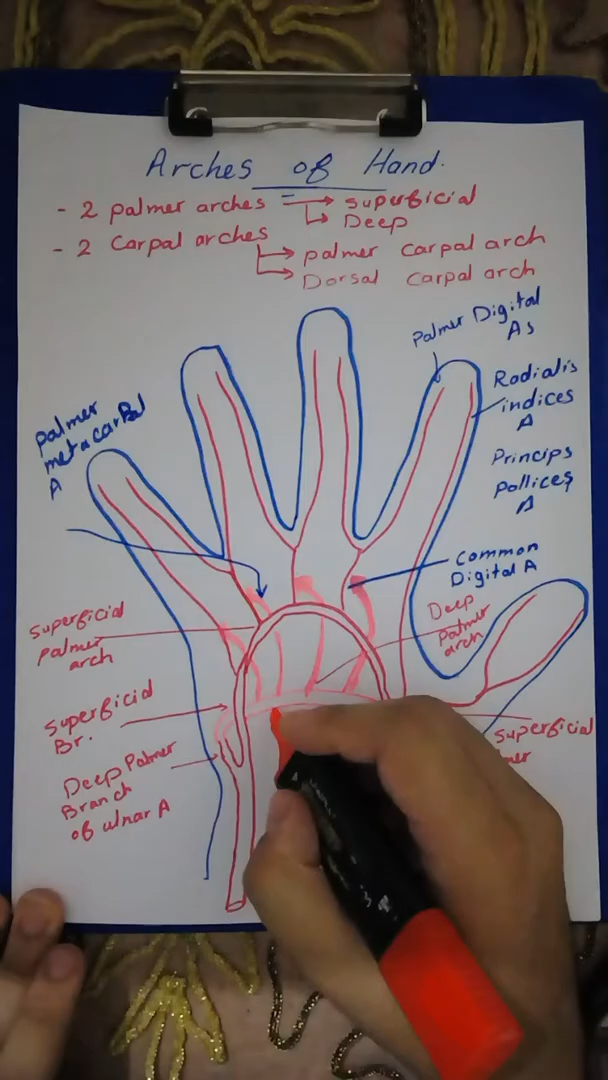 Arches of Hand.
- 2 palmer arches → superficial
→ Deep
- 2 Carpal arches → palmer carpal arch
→ Dorsal carpal arch
palmer Digital
As
Radialis
indices
A
Princips
pollices
A
palmer
metacarpal
A
Common
Digital A
Deep
palmer
arch
superficial
palmer
arch
superficial
Br.
Deep Palmer
Branch
of ulnar A
superficial